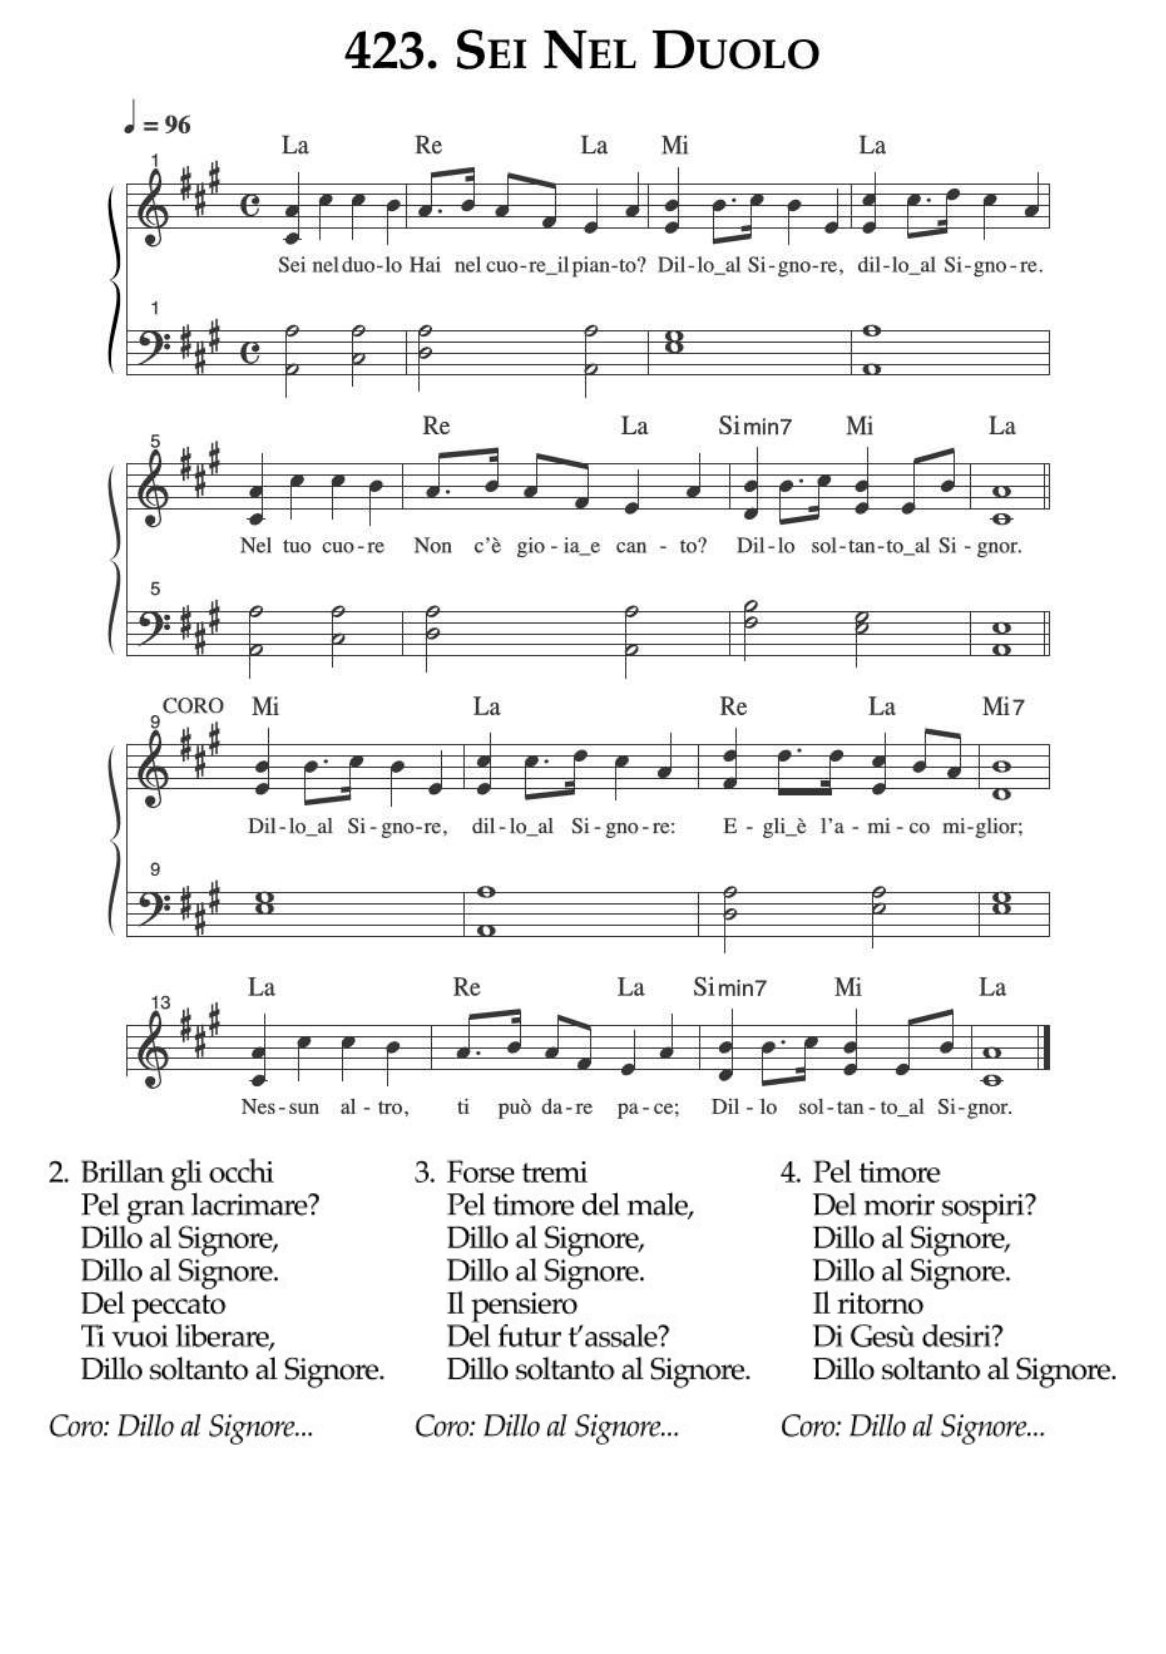 423. SEI NEL DUOLO
= 96
La Re La Mi La
1
Sei nel duo-lo Hai nel cuo-re_il pian-to? Dil-lo_al Si-gno-re, dil-lo_al Si-gno-re.
1
Re La Simin7 Mi La
5
Nel tuo cuo-re Non c'è gio-ia_e can-to? Dil-lo sol-tan-to_al Si-gnor.
5
CORO Mi La Re La Mi7
9
Dil-lo_al Si-gno-re, dil-lo_al Si-gno-re: E-gli_è l'a-mi-co mi-glior;
9
La Re La Simin7 Mi La
13
Nes-sun al-tro, ti può da-re pa-ce; Dil-lo sol-tan-to_al Si-gnor.
2. Brillan gli occhi
Pel gran lacrimare?
Dillo al Signore,
Dillo al Signore.
Del peccato
Ti vuoi liberare,
Dillo soltanto al Signore.
Coro: Dillo al Signore...
3. Forse tremi
Pel timore del male,
Dillo al Signore,
Dillo al Signore.
Il pensiero
Del futur t'assale?
Dillo soltanto al Signore.
Coro: Dillo al Signore...
4. Pel timore
Del morir sospiri?
Dillo al Signore,
Dillo al Signore.
Il ritorno
Di Gesù desiri?
Dillo soltanto al Signore.
Coro: Dillo al Signore...